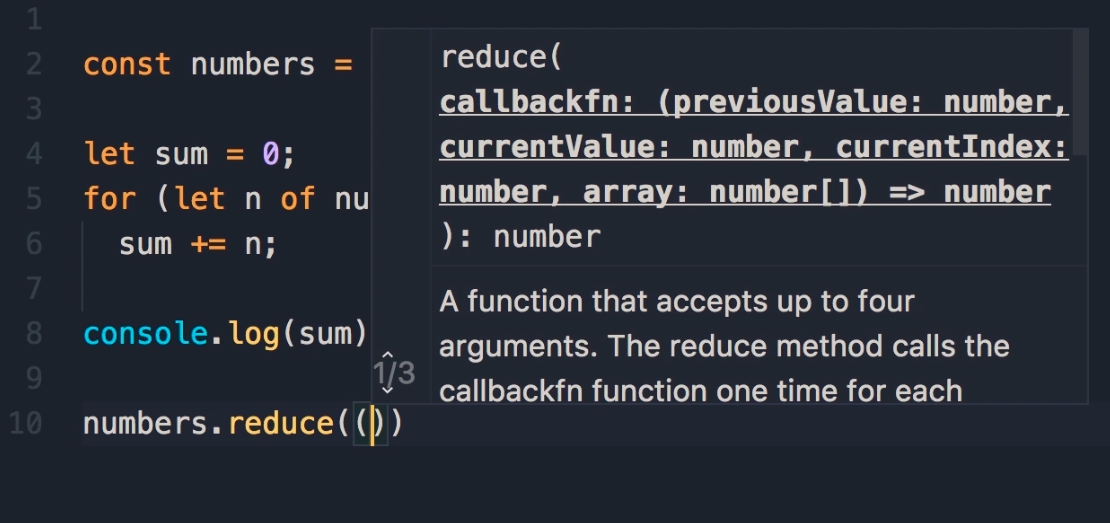 1
2 const numbers =
3
4 let sum = 0;
5 for (let n of nu
6 sum += n;
7
8 console.log(sum)
9
10 numbers.reduce(())
reduce(
callbackfn: (previousValue: number,
currentValue: number, currentIndex:
number, array: number[]) => number
): number
A function that accepts up to four
arguments. The reduce method calls the
callbackfn function one time for each
1/3